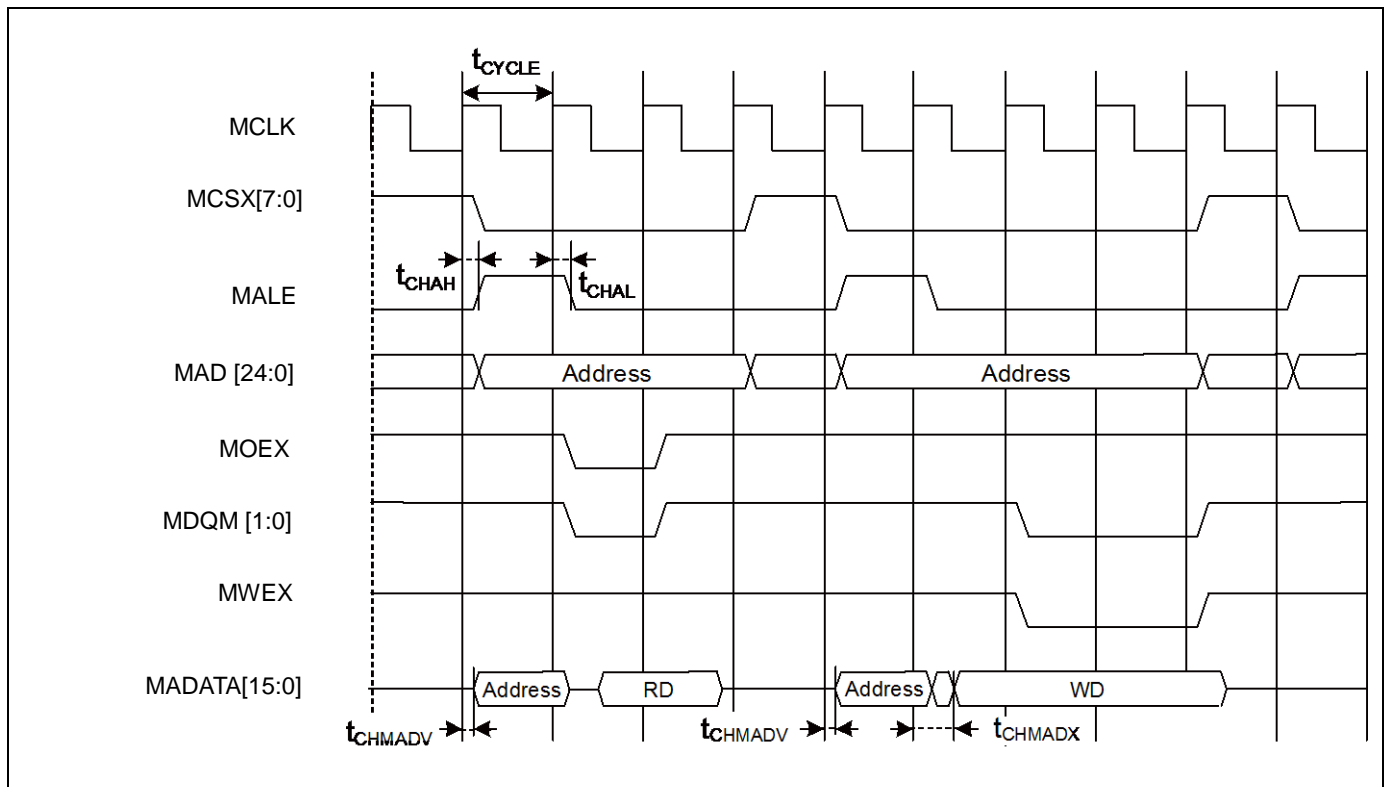 tCYCLE
MCLK
MCSX[7:0]
tCHAH
tCHAL
MALE
MAD [24:0]
Address
Address
MOEX
MDQM [1:0]
MWEX
MADATA[15:0]
Address
RD
Address
WD
tCHMADV
tCHMADV
tCHMADX